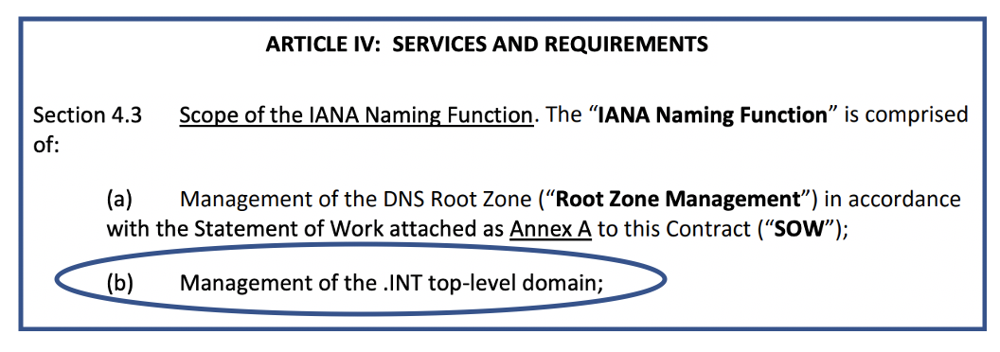 ARTICLE IV: SERVICES AND REQUIREMENTS
Section 4.3 Scope of the IANA Naming Function. The “IANA Naming Function” is comprised
of:
(a) Management of the DNS Root Zone (“Root Zone Management”) in accordance
with the Statement of Work attached as Annex A to this Contract (“SOW”);
(b) Management of the .INT top-level domain;